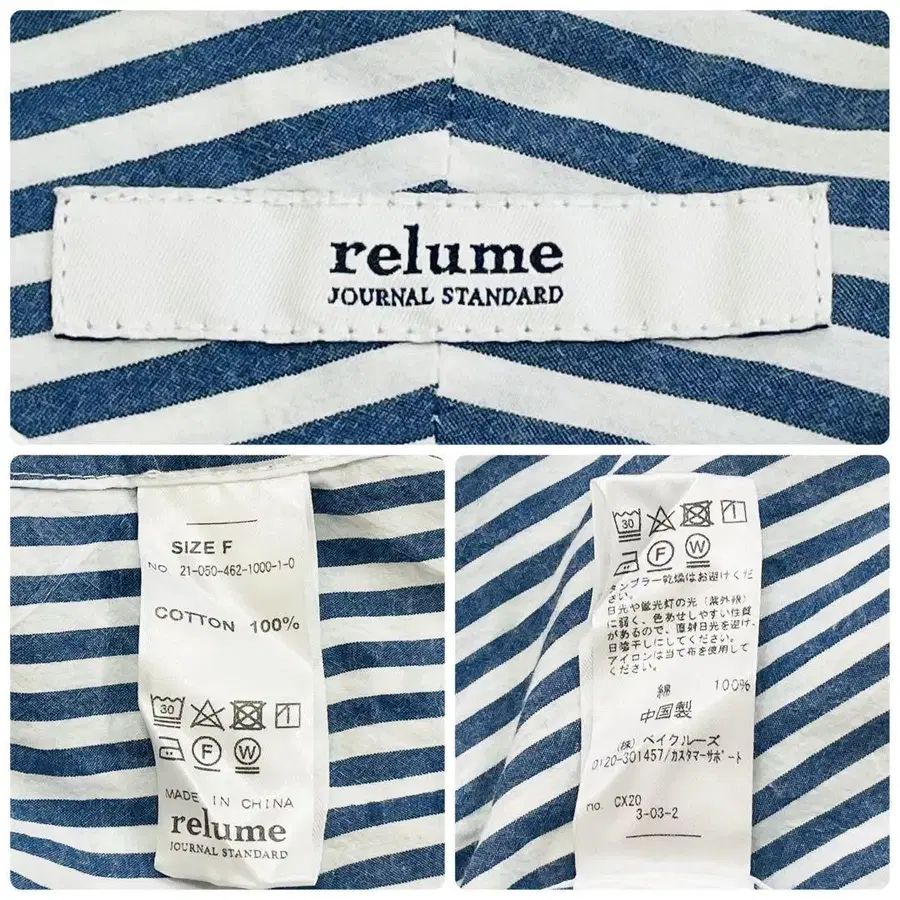 relume
JOURNAL STANDARD
SIZE F
NO. 21-050-462-1000-1-0
COTTON 100%
30
F W
MADE IN CHINA
relume
JOURNAL STANDARD
30
F W
タンブラー乾燥はお避けくだ
さい。
日光や蛍光灯の光（紫外線）
に弱く、色あせしやすい性質
があるので、直射日光を避け、
日陰干しにしてください。
アイロンは当て布を使用して
ください。
綿 100%
中国製
（株）ベイクルーズ
0120-301457/カスタマーサポート
no. CX20
3-03-2